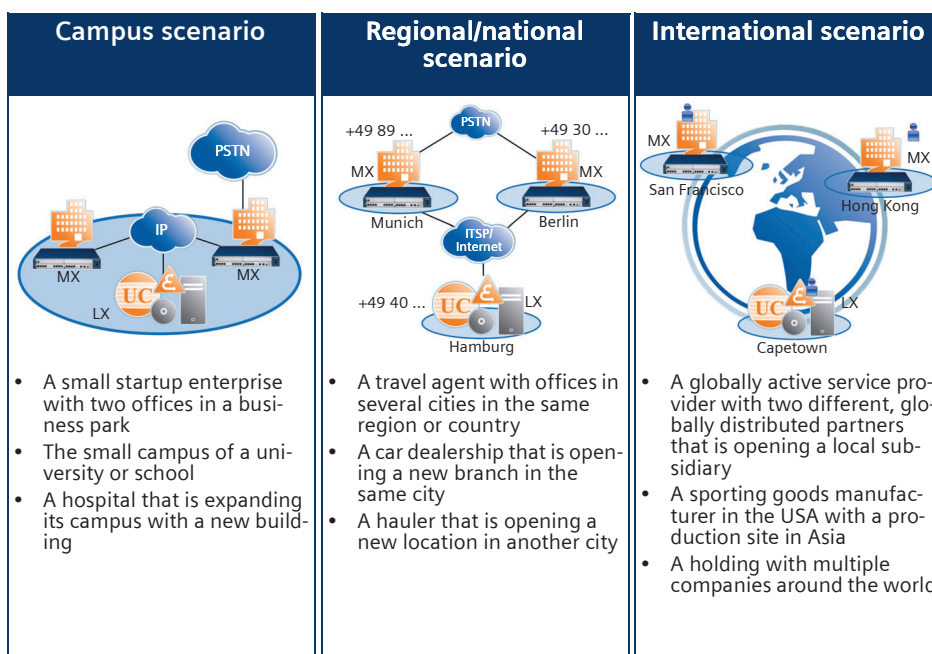 Campus scenario
PSTN
IP
MX
MX
UC
LX
• A small startup enterprise
with two offices in a busi-
ness park
• The small campus of a uni-
versity or school
• A hospital that is expanding
its campus with a new build-
ing
Regional/national
scenario
PSTN
+49 89 ...
+49 30 ...
MX
MX
Munich
Berlin
ITSP/
Internet
+49 40 ...
UC
LX
Hamburg
• A travel agent with offices in
several cities in the same
region or country
• A car dealership that is open-
ing a new branch in the
same city
• A hauler that is opening a
new location in another city
International scenario
MX
MX
San Francisco
Hong Kong
UC
LX
Capetown
• A globally active service pro-
vider with two different, glo-
bally distributed partners
that is opening a local sub-
sidiary
• A sporting goods manufac-
turer in the USA with a pro-
duction site in Asia
• A holding with multiple
companies around the world